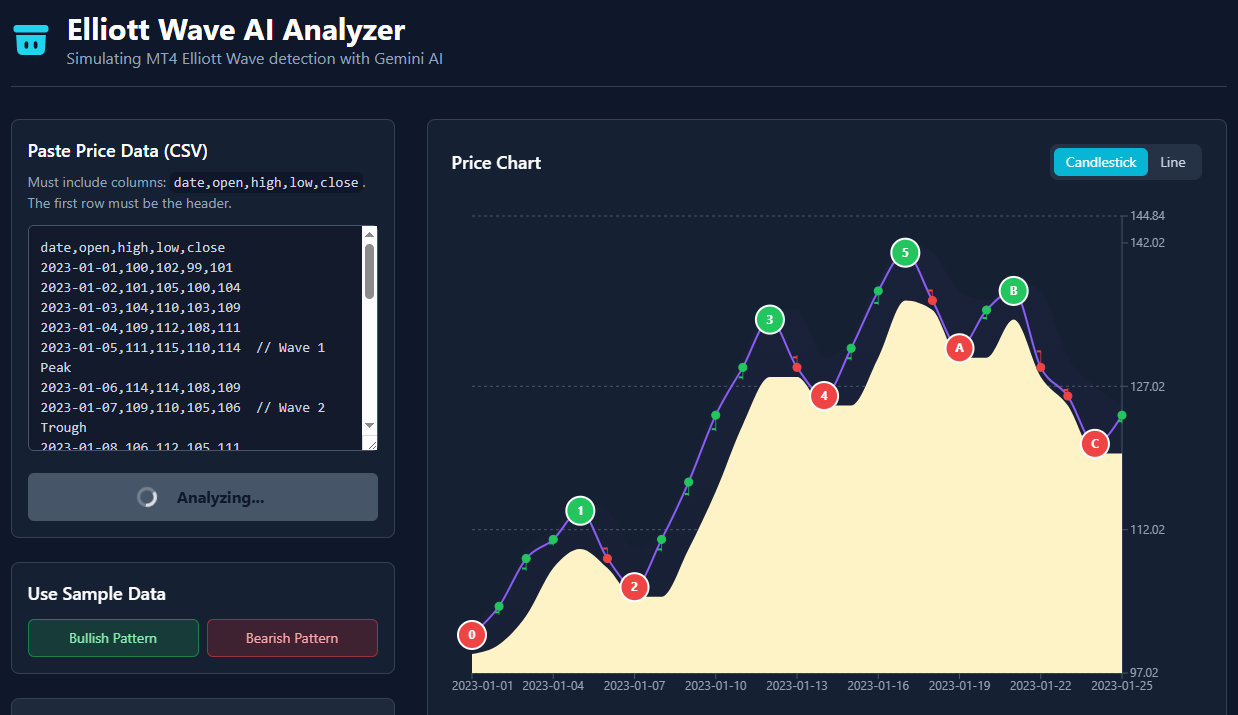 Elliott Wave AI Analyzer
Simulating MT4 Elliott Wave detection with Gemini AI
Paste Price Data (CSV)
Must include columns: date,open,high,low,close.
The first row must be the header.
date,open,high,low,close
2023-01-01,100,102,99,101
2023-01-02,101,105,100,104
2023-01-03,104,110,103,109
2023-01-04,109,112,108,111
2023-01-05,111,115,110,114  // Wave 1
Peak
2023-01-06,114,114,108,109
2023-01-07,109,110,105,106  // Wave 2
Trough
2023-01-08,106,112,105,111
Analyzing...
Use Sample Data
Bullish Pattern
Bearish Pattern
Price Chart
Candlestick
Line
144.84
142.02
127.02
112.02
97.02
0
1
2
3
4
5
A
B
C
2023-01-01
2023-01-04
2023-01-07
2023-01-10
2023-01-13
2023-01-16
2023-01-19
2023-01-22
2023-01-25